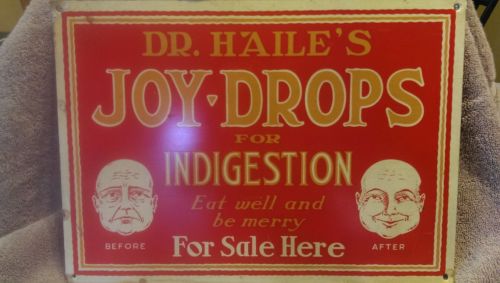 DR. HAILE'S
JOY·DROPS
FOR
INDIGESTION
Eat well and
be merry
BEFORE
For Sale Here
AFTER